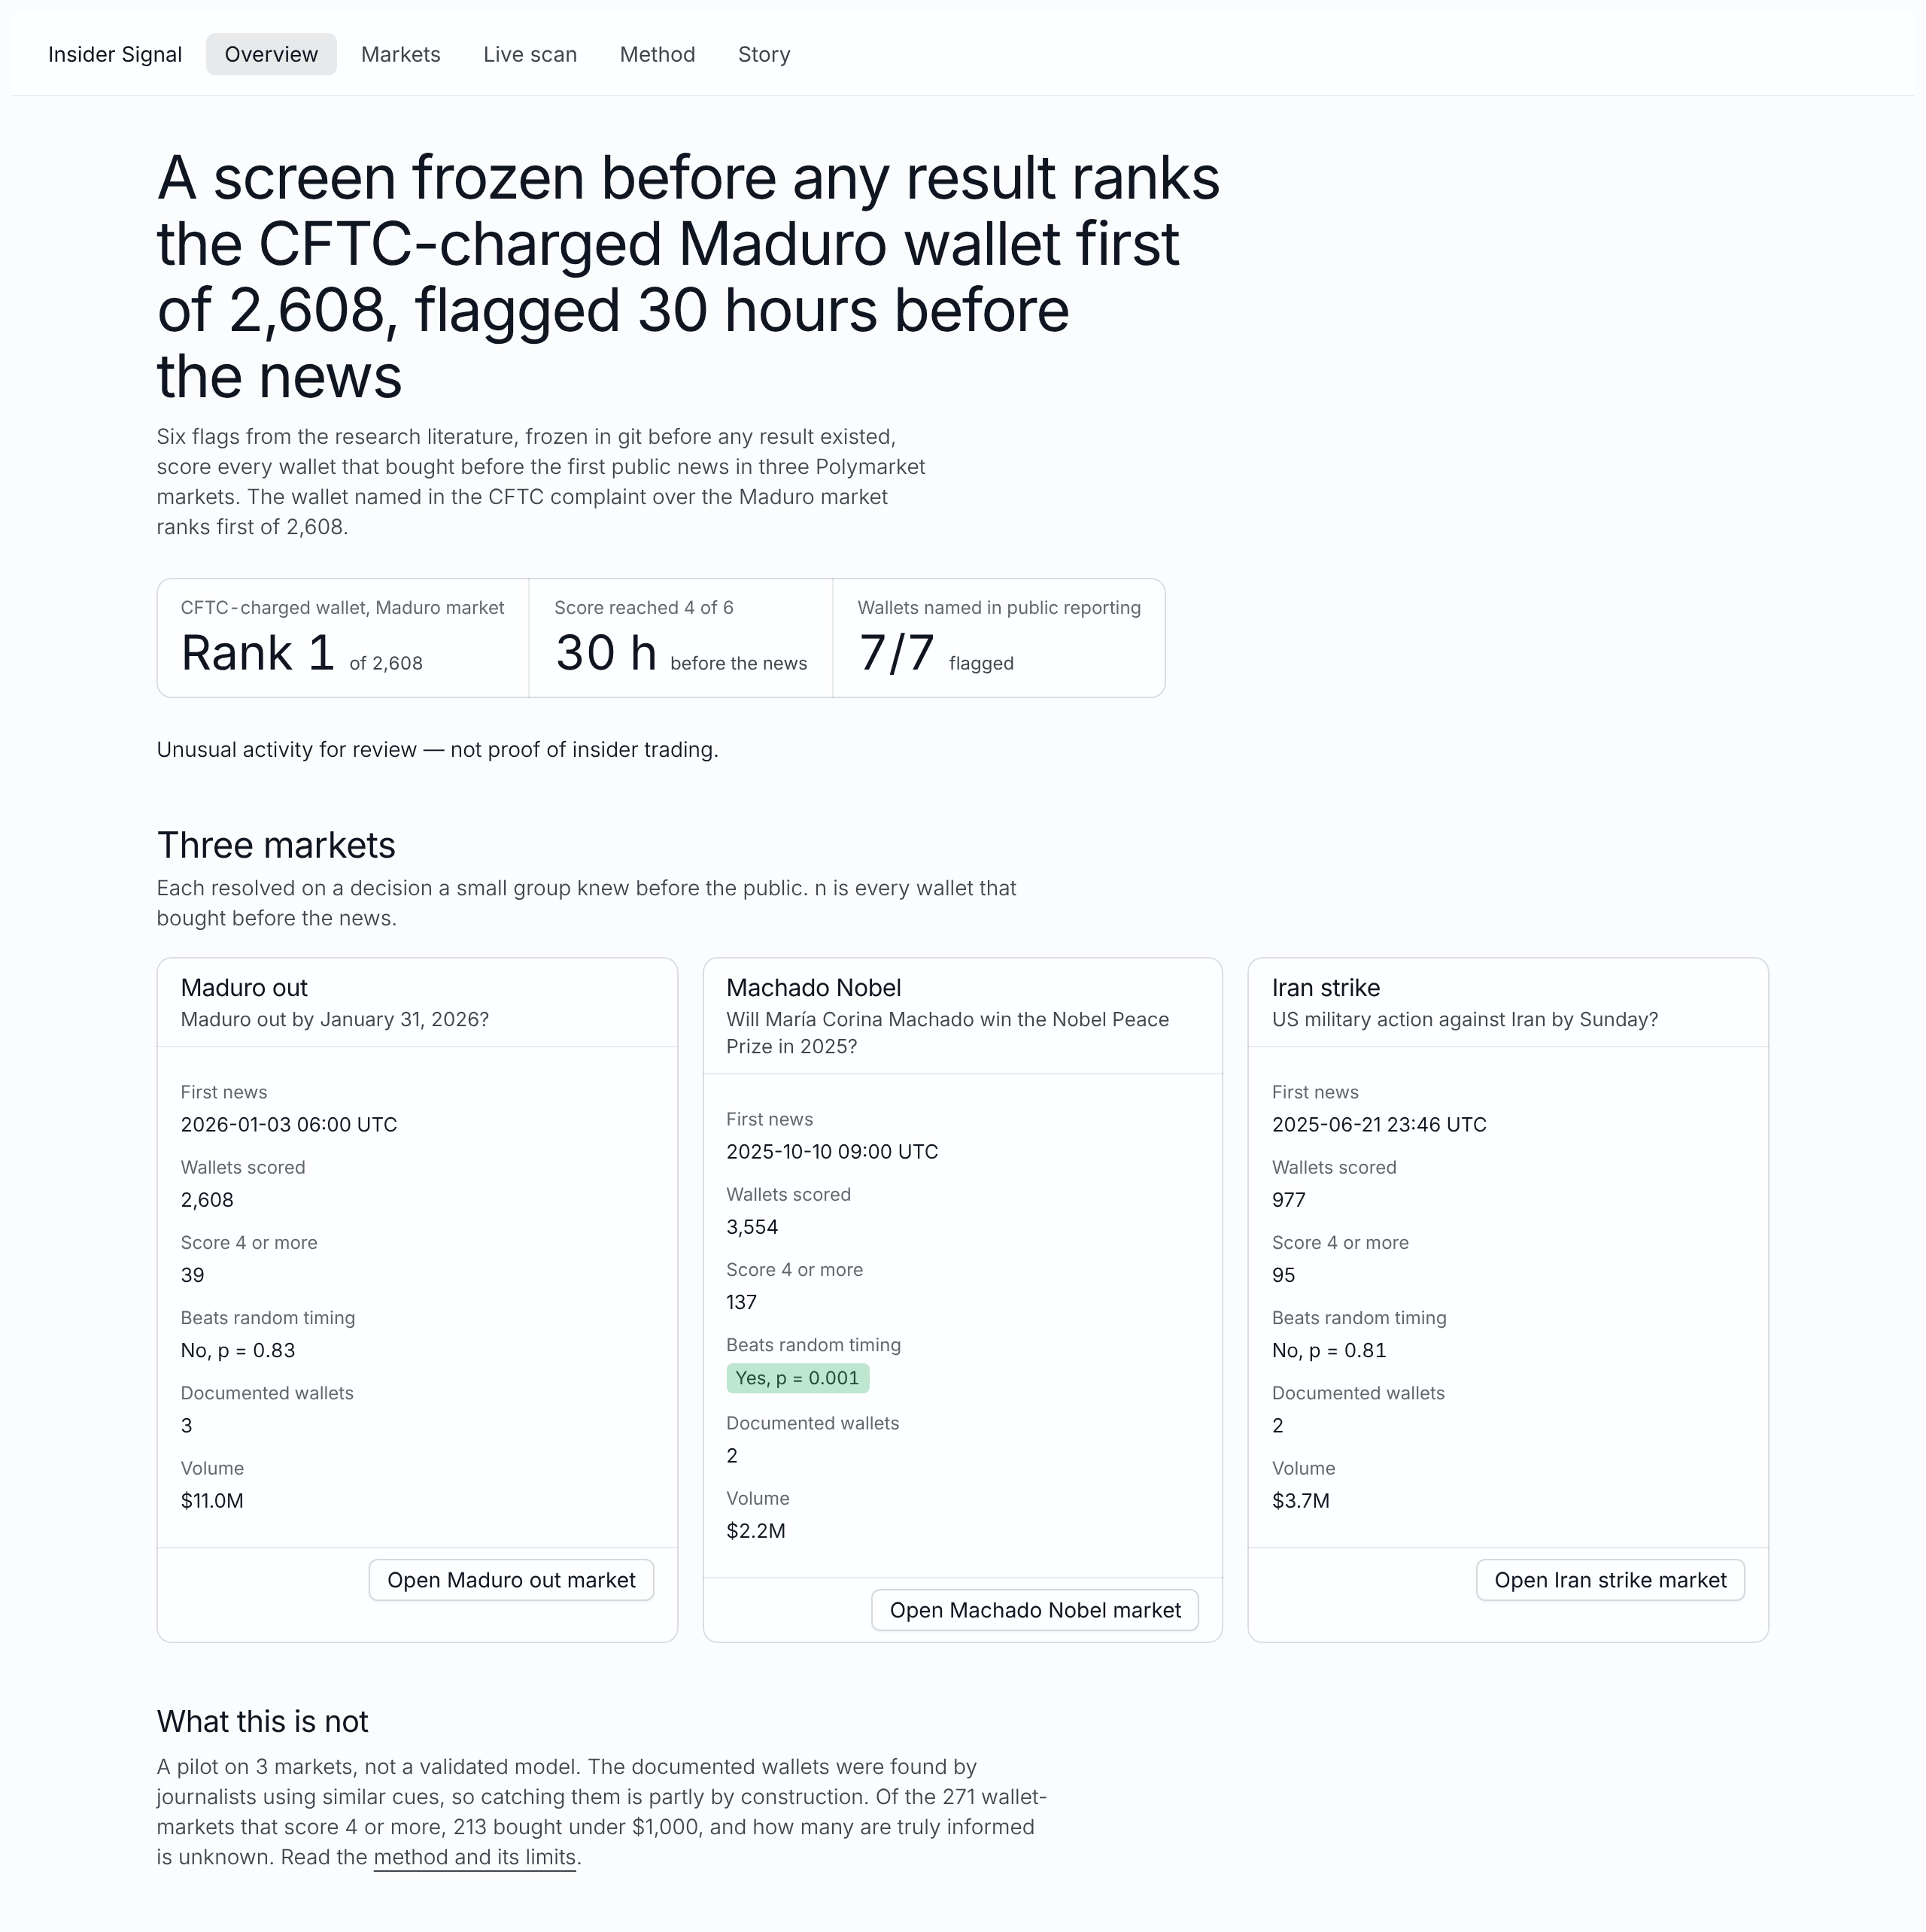 Insider Signal Overview Markets Live scan Method Story
A screen frozen before any result ranks
the CFTC-charged Maduro wallet first
of 2,608, flagged 30 hours before
the news
Six flags from the research literature, frozen in git before any result existed,
score every wallet that bought before the first public news in three Polymarket
markets. The wallet named in the CFTC complaint over the Maduro market
ranks first of 2,608.
CFTC-charged wallet, Maduro market
Rank 1 of 2,608
Score reached 4 of 6
30 h before the news
Wallets named in public reporting
7/7 flagged
Unusual activity for review — not proof of insider trading.
Three markets
Each resolved on a decision a small group knew before the public. n is every wallet that
bought before the news.
Maduro out
Maduro out by January 31, 2026?
First news
2026-01-03 06:00 UTC
Wallets scored
2,608
Score 4 or more
39
Beats random timing
No, p = 0.83
Documented wallets
3
Volume
$11.0M
Open Maduro out market
Machado Nobel
Will María Corina Machado win the Nobel Peace
Prize in 2025?
First news
2025-10-10 09:00 UTC
Wallets scored
3,554
Score 4 or more
137
Beats random timing
Yes, p = 0.001
Documented wallets
2
Volume
$2.2M
Open Machado Nobel market
Iran strike
US military action against Iran by Sunday?
First news
2025-06-21 23:46 UTC
Wallets scored
977
Score 4 or more
95
Beats random timing
No, p = 0.81
Documented wallets
2
Volume
$3.7M
Open Iran strike market
What this is not
A pilot on 3 markets, not a validated model. The documented wallets were found by
journalists using similar cues, so catching them is partly by construction. Of the 271 wallet-
markets that score 4 or more, 213 bought under $1,000, and how many are truly informed
is unknown. Read the method and its limits.